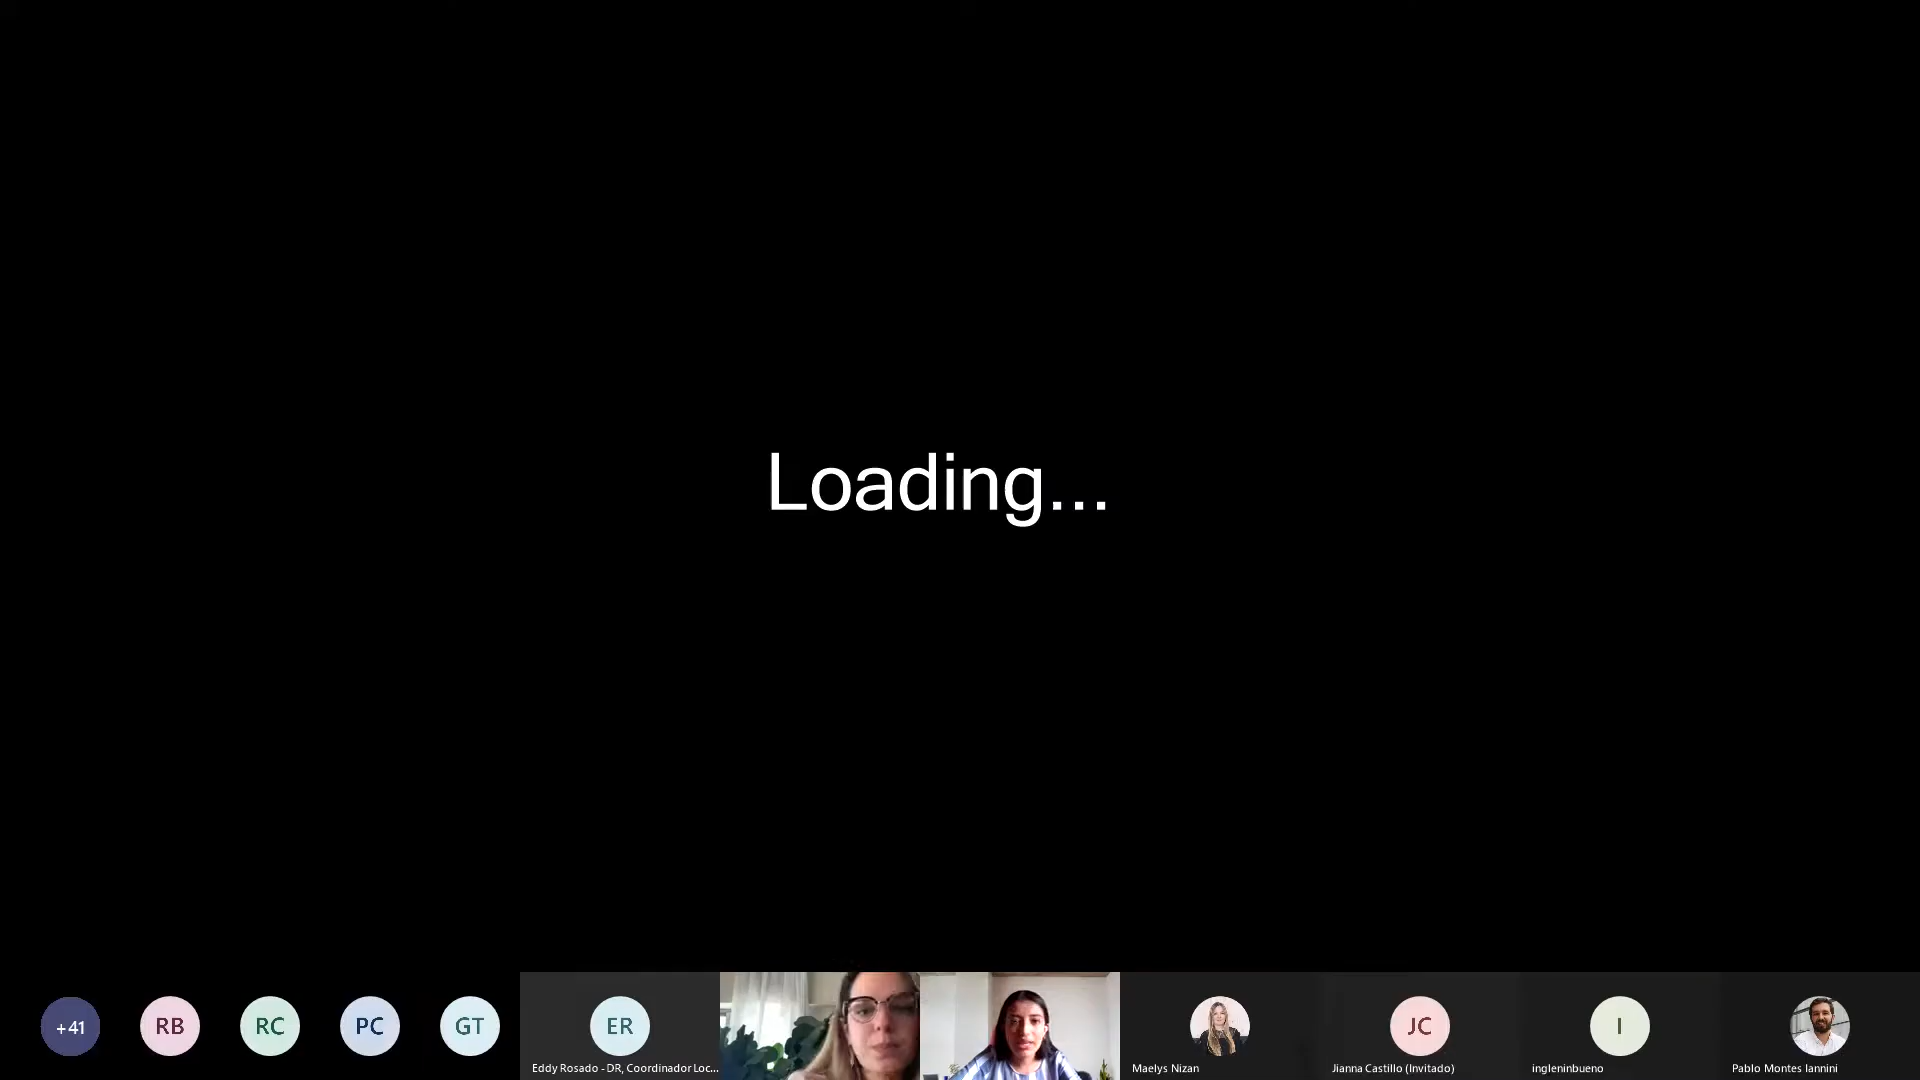 Loading...
+41
RB
RC
PC
GT
ER
Eddy Rosado - DR, Coordinador Loc...
Maelys Nizan
JC
Jianna Castillo (Invitado)
I
ingleninbueno
Pablo Montes Iannini